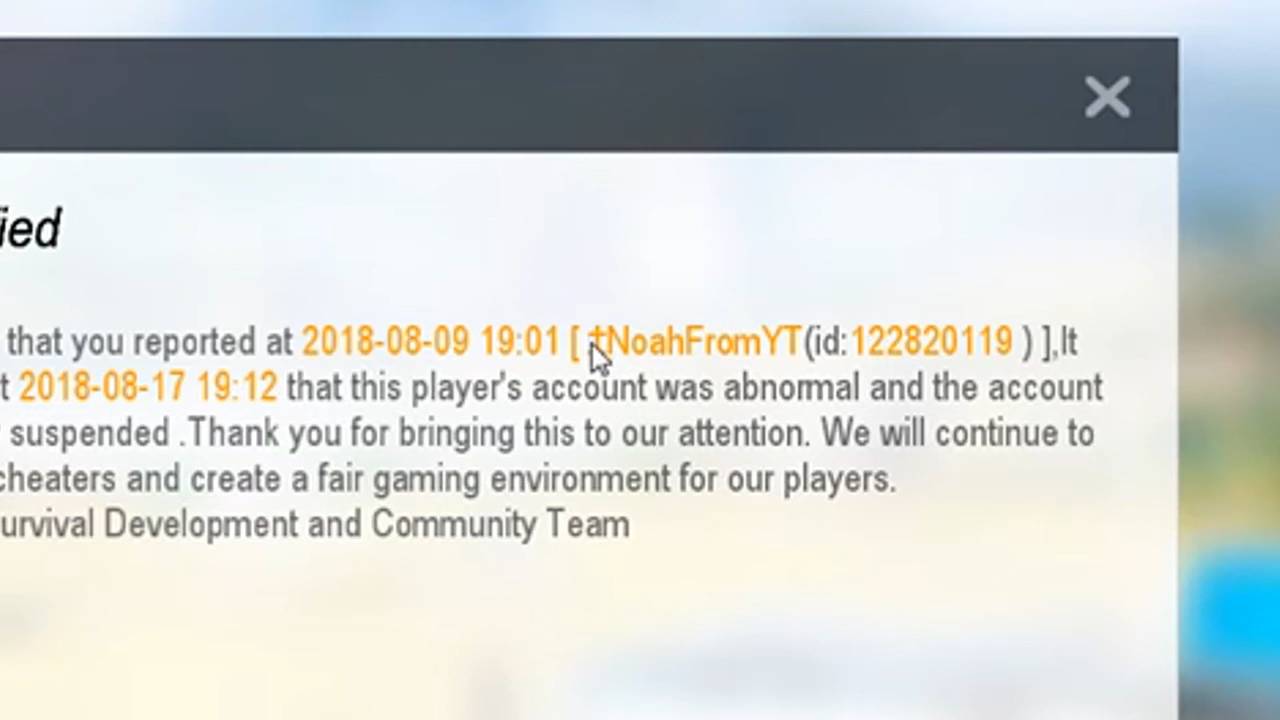 ied
that you reported at 2018-08-09 19:01 [ †NoahFromYT(id:122820119 ) ],It
t 2018-08-17 19:12 that this player's account was abnormal and the account
suspended .Thank you for bringing this to our attention. We will continue to
cheaters and create a fair gaming environment for our players.
urvival Development and Community Team